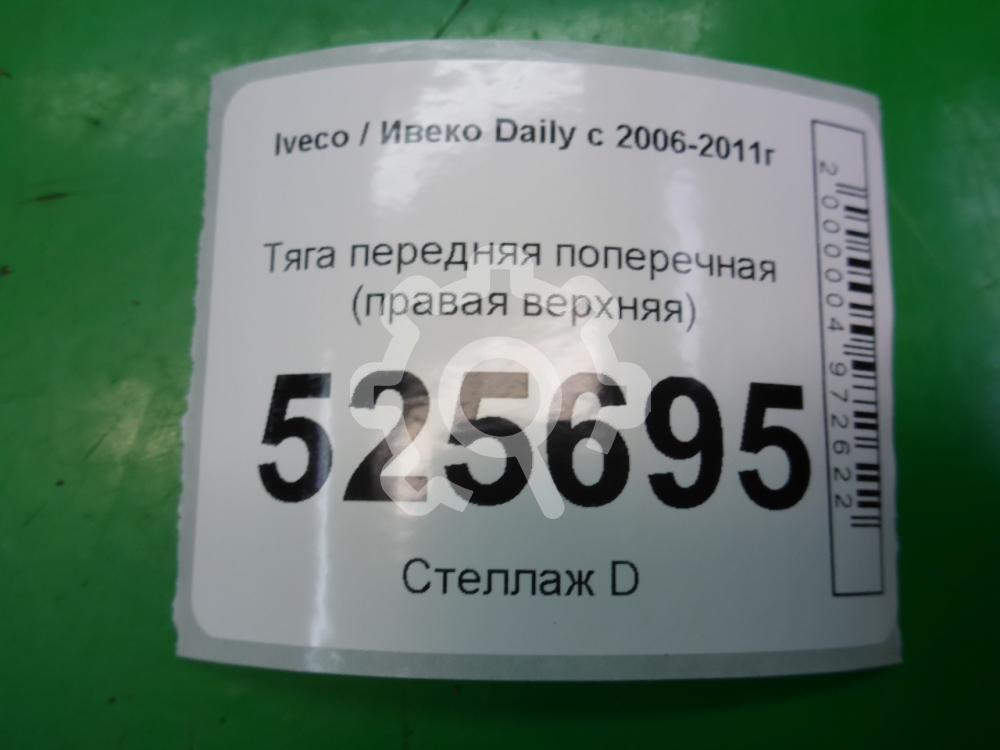 Iveco / Ивеко Daily с 2006-2011г
Тяга передняя поперечная
(правая верхняя)
525695
Стеллаж D
2000004972622